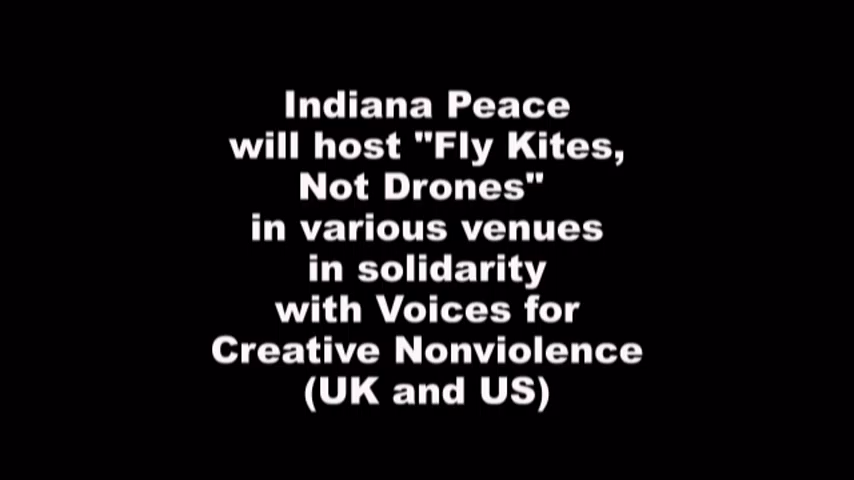 Indiana Peace
will host "Fly Kites,
Not Drones"
in various venues
in solidarity
with Voices for
Creative Nonviolence
(UK and US)